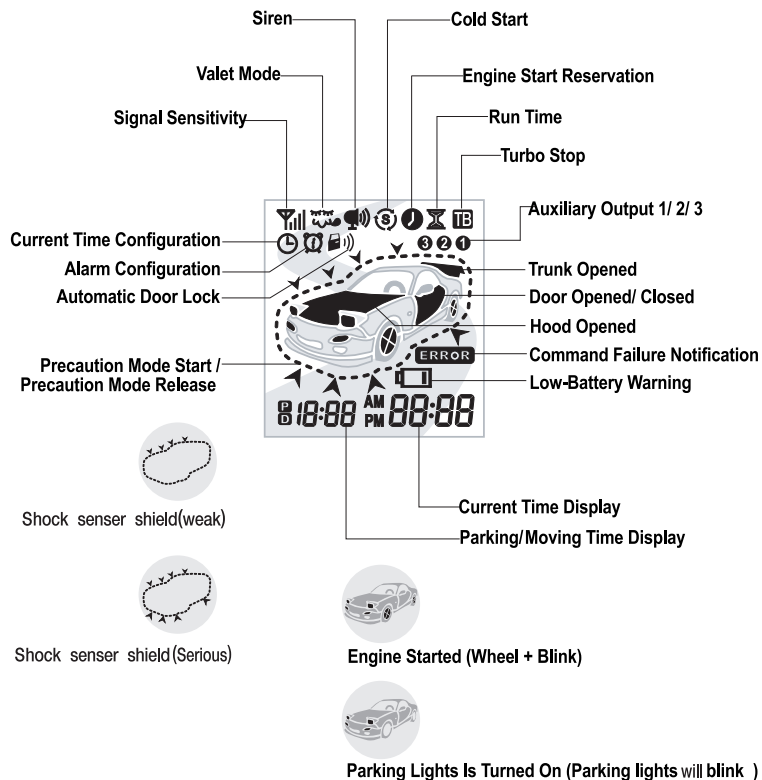 Siren
Cold Start
Valet Mode
Engine Start Reservation
Signal Sensitivity
Run Time
Turbo Stop
S
TB
Auxiliary Output 1/ 2/ 3
Current Time Configuration
3 2 1
Alarm Configuration
Trunk Opened
Automatic Door Lock
Door Opened/ Closed
Hood Opened
ERROR
Command Failure Notification
Precaution Mode Start /
Precaution Mode Release
Low-Battery Warning
P
D
18:88
AM
PM
88:88
Current Time Display
Shock senser shield(weak)
Parking/Moving Time Display
Shock senser shield(Serious)
Engine Started (Wheel + Blink)
Parking Lights Is Turned On (Parking lights will blink )